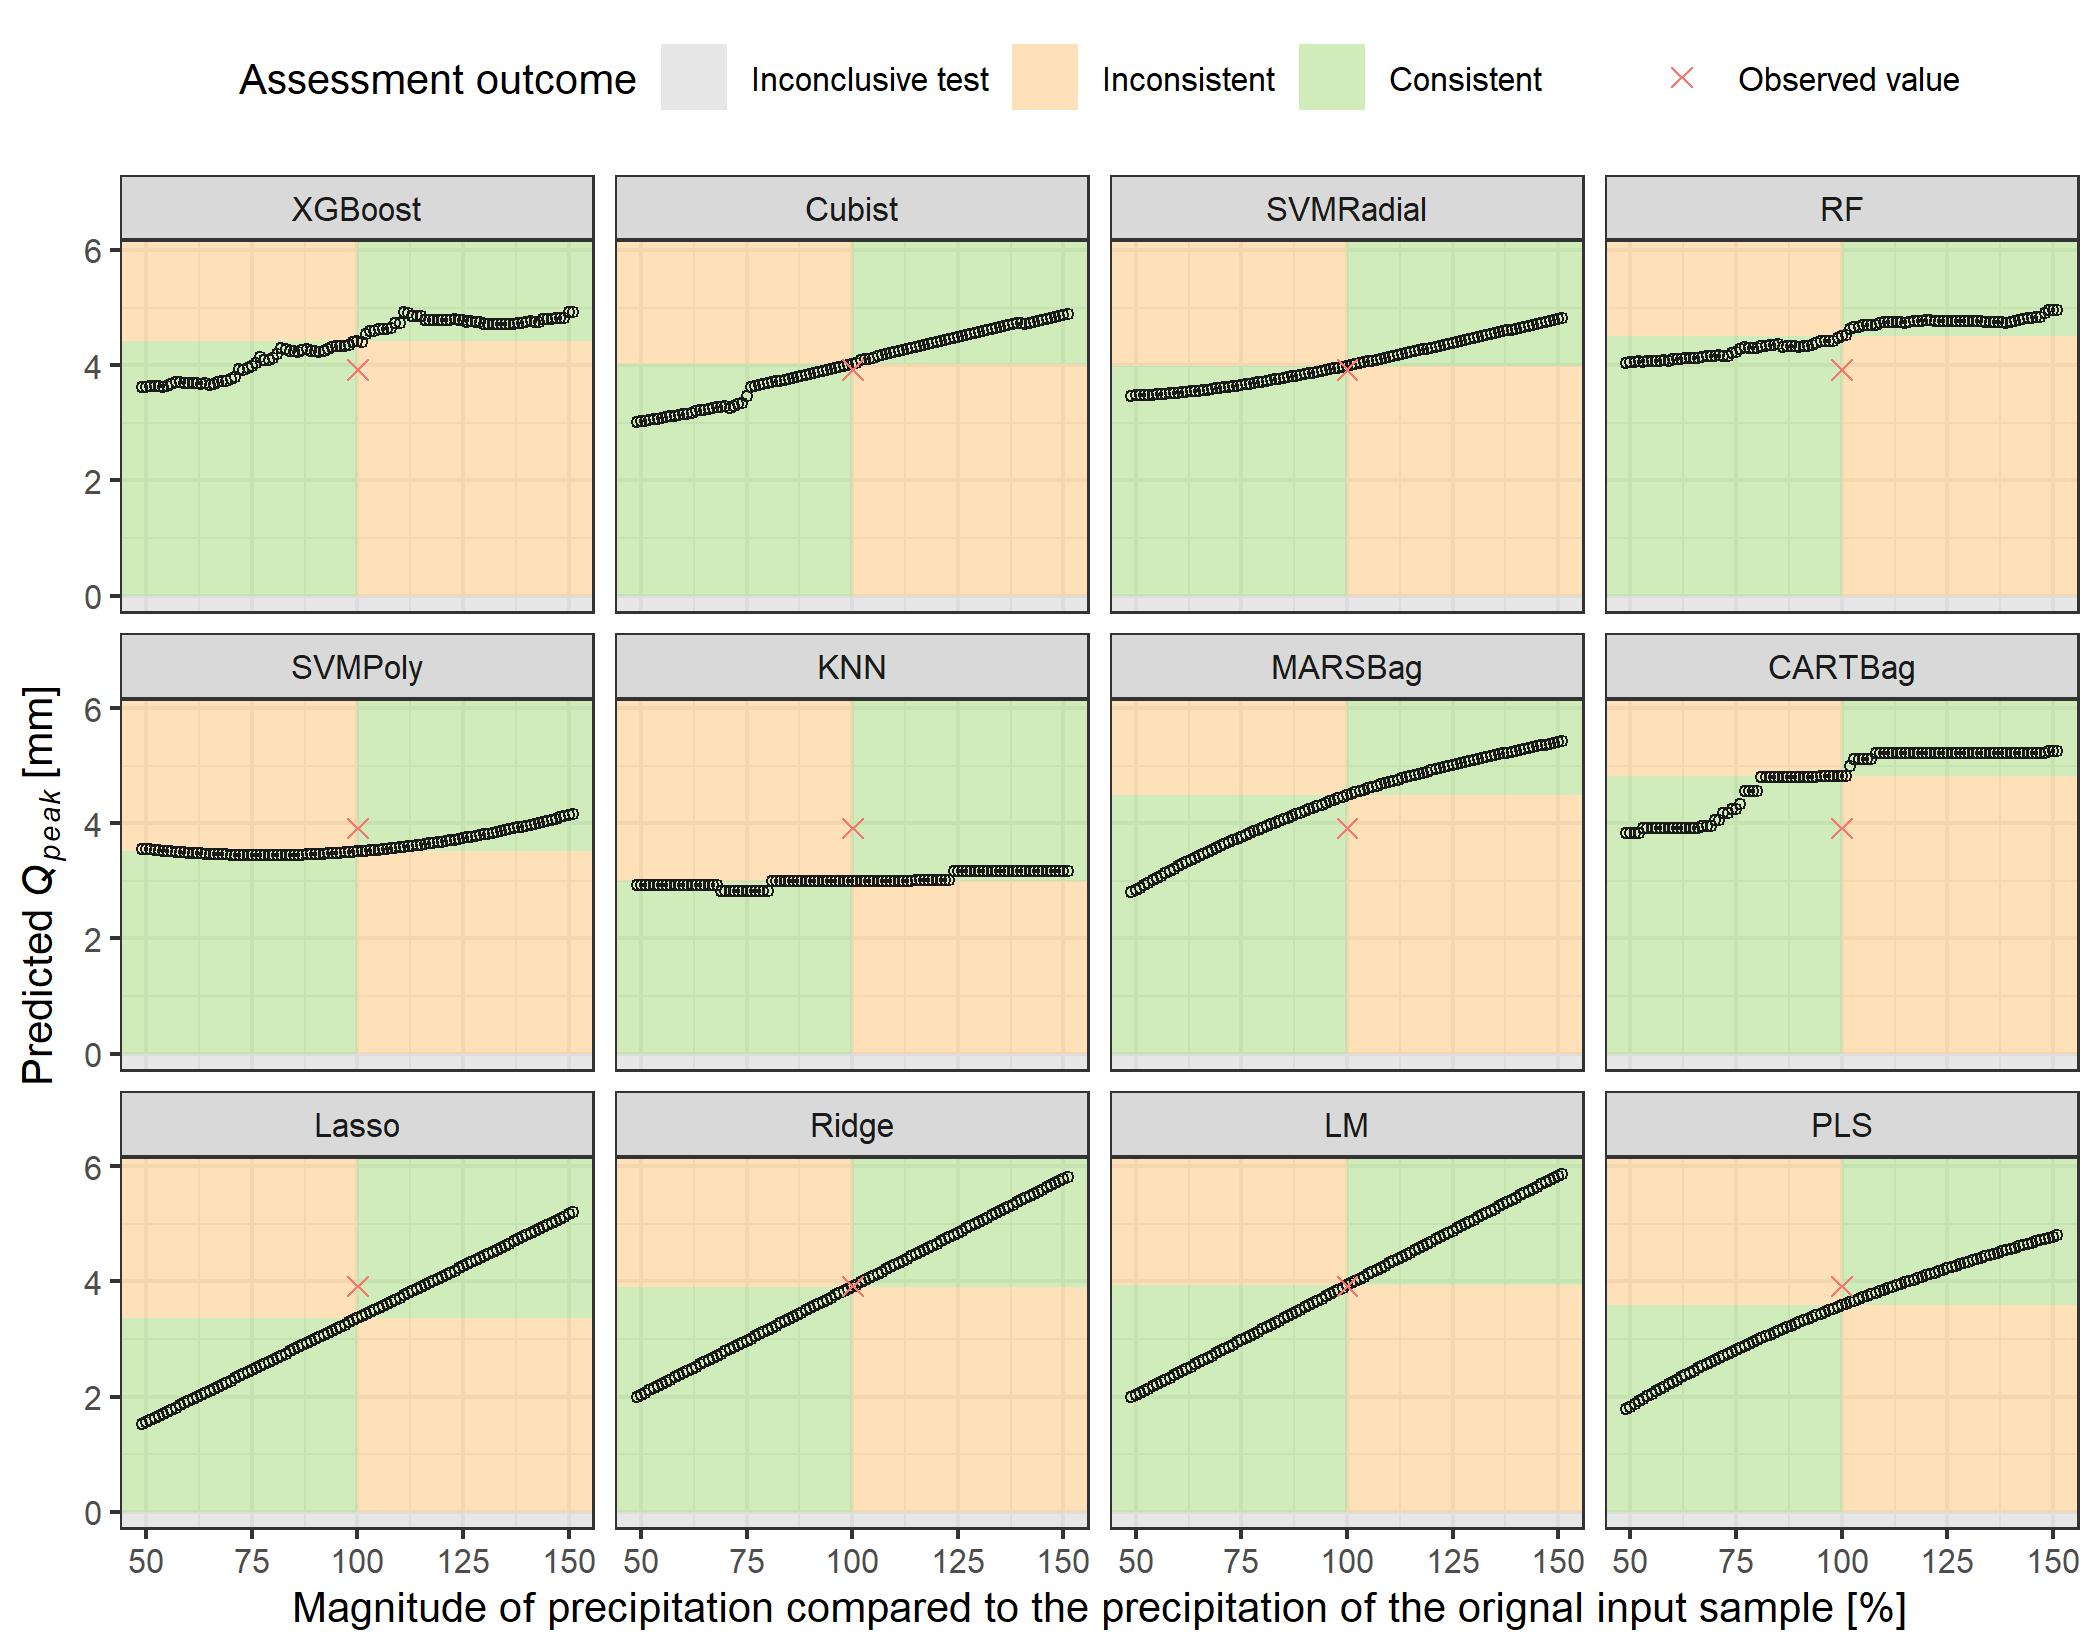 Assessment outcome Inconclusive test Inconsistent Consistent Observed value
XGBoost Cubist SVMRadial RF
6
4
2
0
SVMPoly KNN MARSBag CARTBag
6
4
2
0
Lasso Ridge LM PLS
6
4
2
0
Predicted Qpeak [mm]
50 75 100 125 150 50 75 100 125 150 50 75 100 125 150 50 75 100 125 150
Magnitude of precipitation compared to the precipitation of the orignal input sample [%]